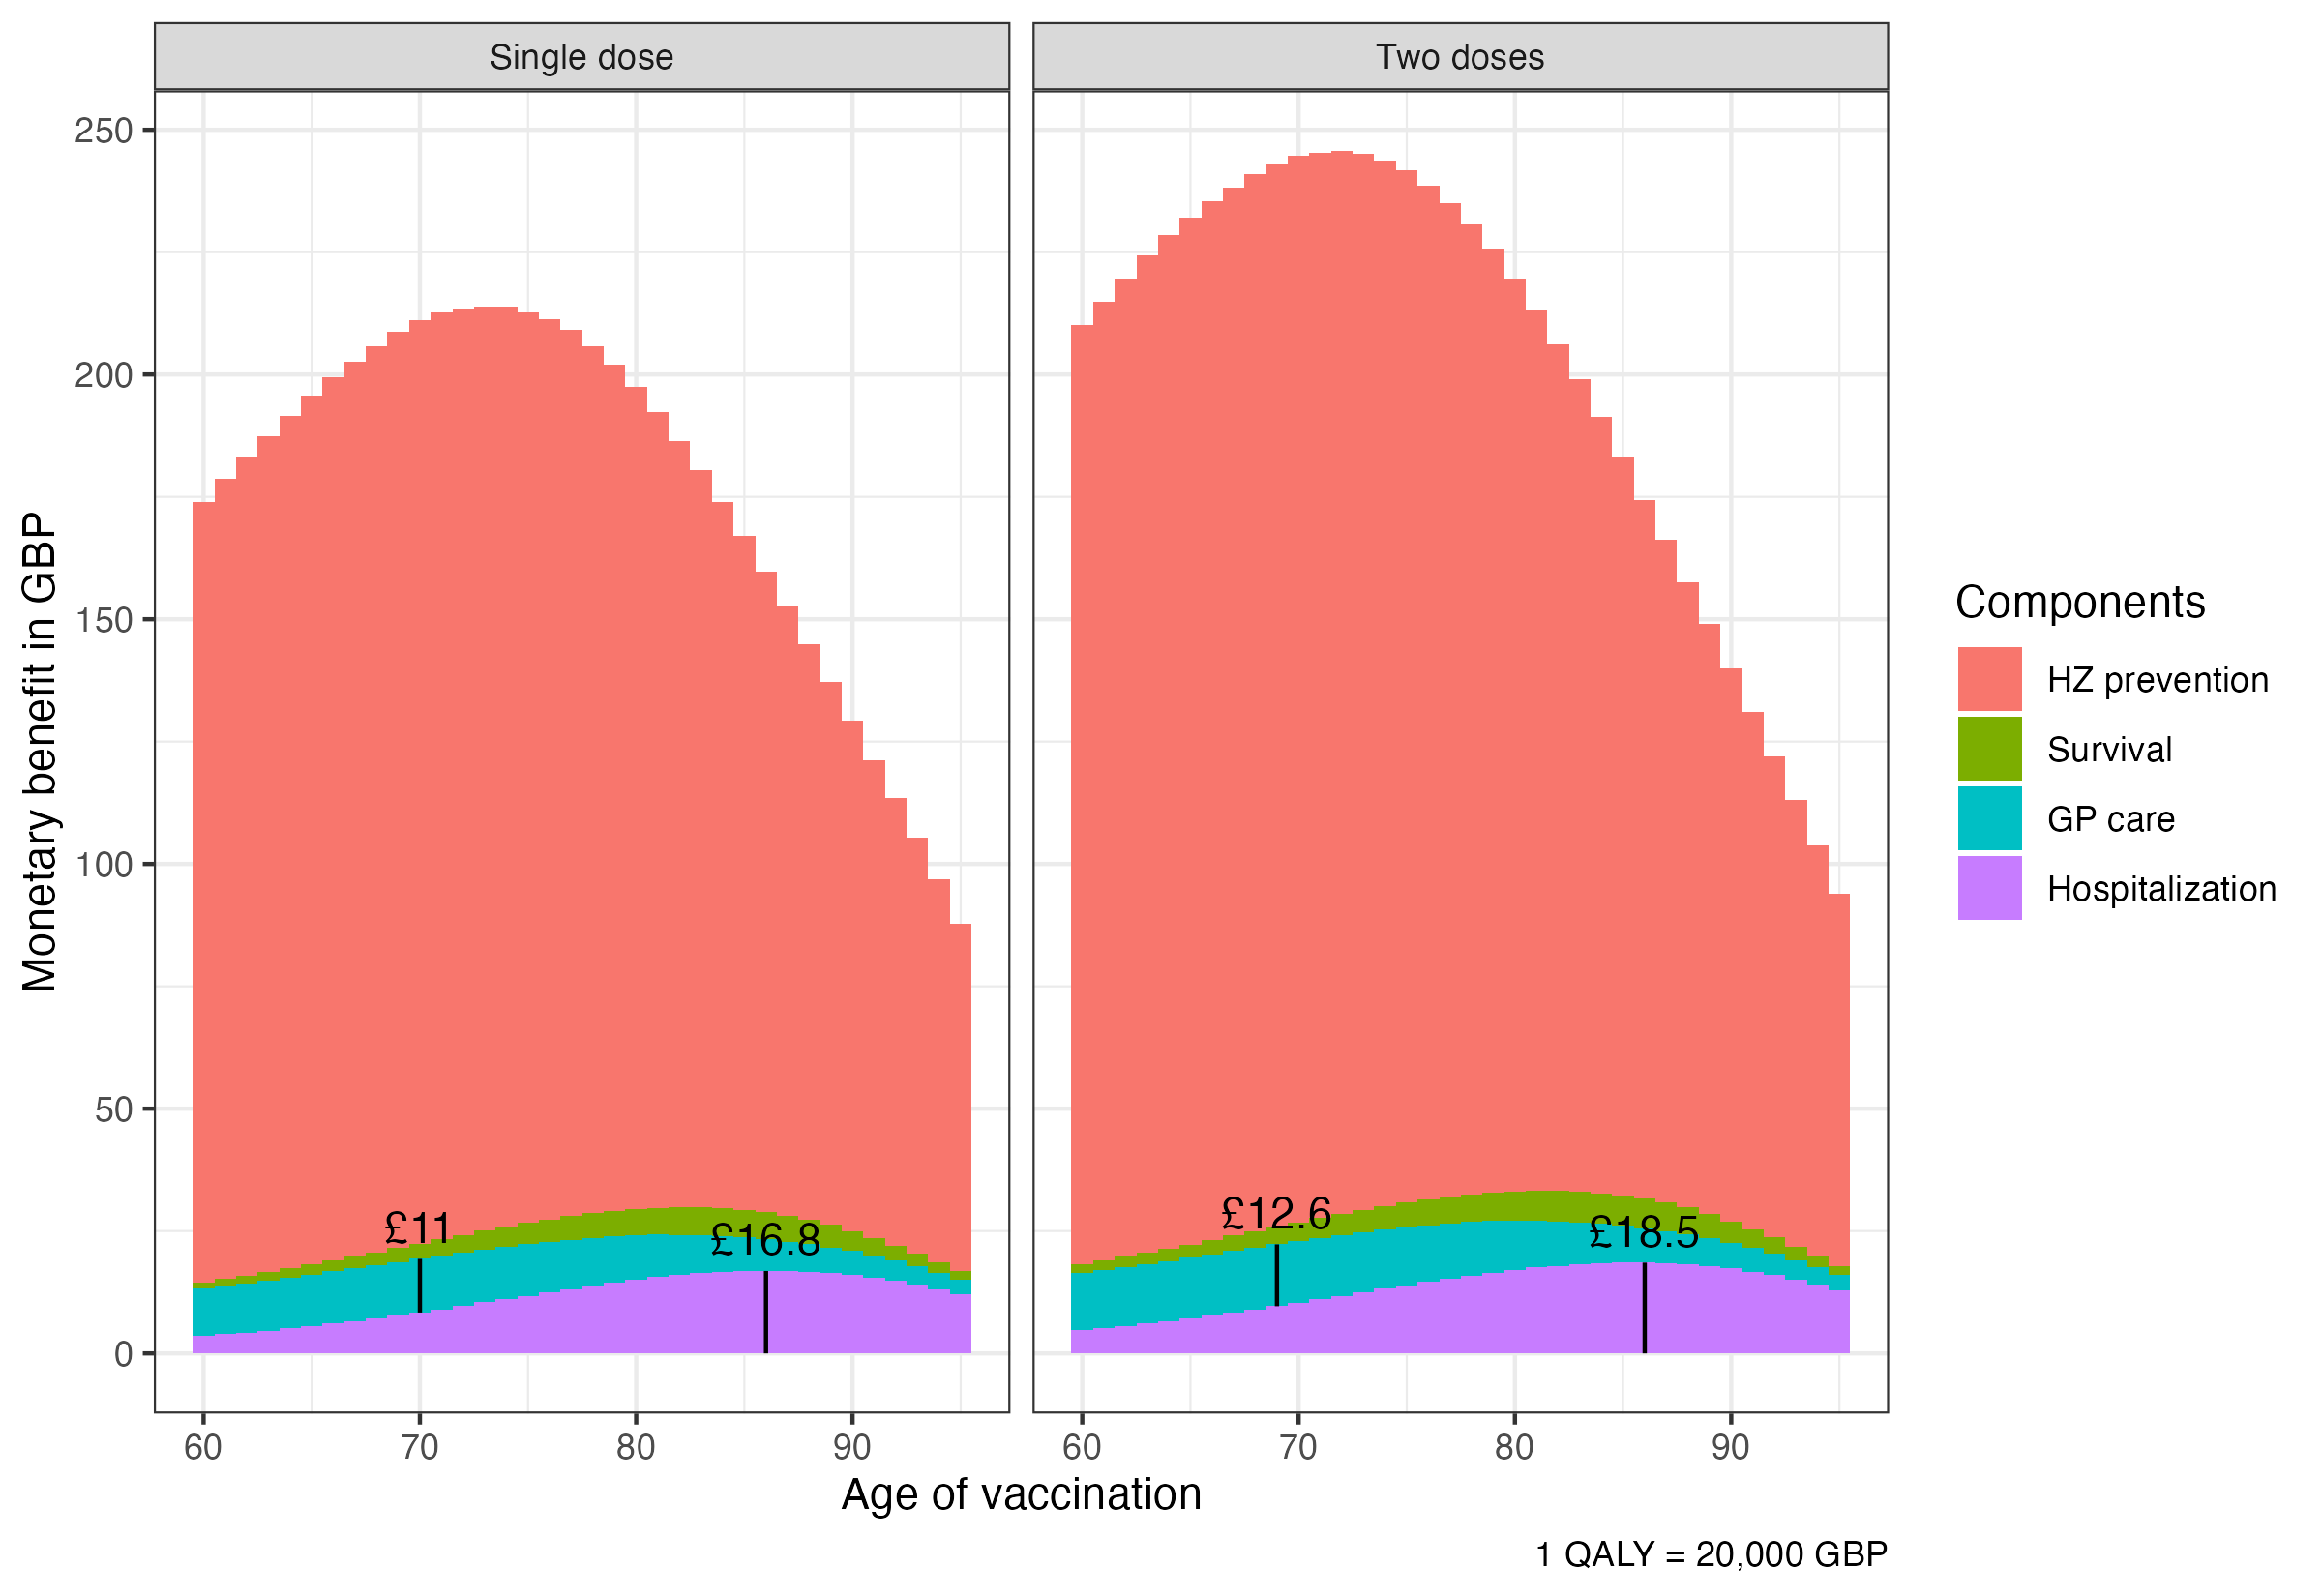 Single dose
Two doses
Monetary benefit in GBP
250
200
150
100
50
0
£11
£16.8
£12.6
£18.5
60 70 80 90
60 70 80 90
Age of vaccination
1 QALY = 20,000 GBP
Components
HZ prevention
Survival
GP care
Hospitalization